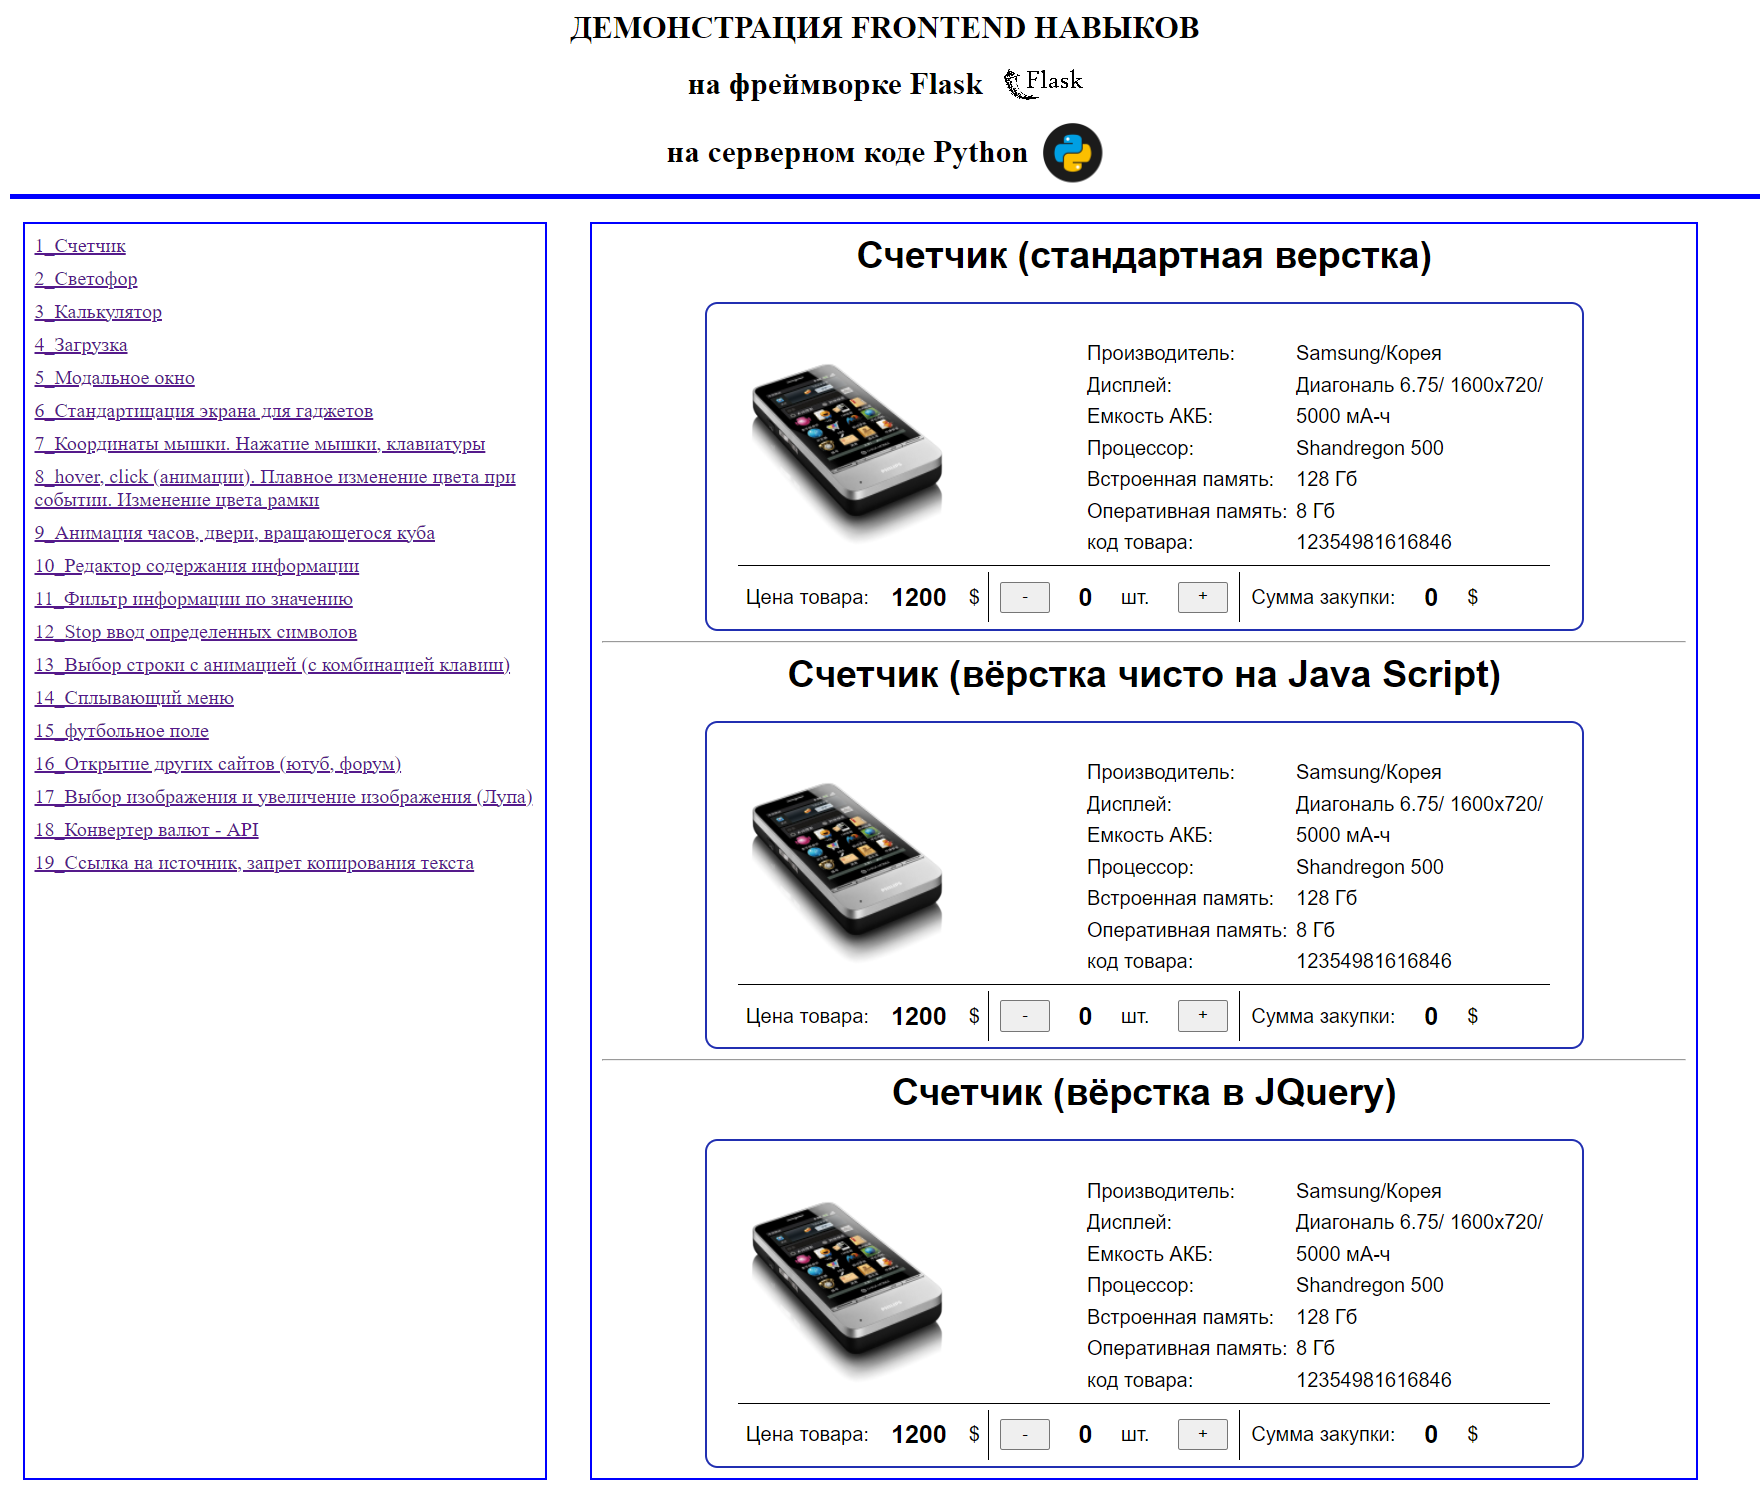 ДЕМОНСТРАЦИЯ FRONTEND НАВЫКОВ
на фреймворке Flask Flask
на серверном коде Python
1_Счетчик
2_Светофор
3_Калькулятор
4_Загрузка
5_Модальное окно
6_Стандартицация экрана для гаджетов
7_Координаты мышки. Нажатие мышки, клавиатуры
8_hover, click (анимации). Плавное изменение цвета при
событии. Изменение цвета рамки
9_Анимация часов, двери, вращающегося куба
10_Редактор содержания информации
11_Фильтр информации по значению
12_Stop ввод определенных символов
13_Выбор строки с анимацией (с комбинацией клавиш)
14_Сплывающий меню
15_футбольное поле
16_Открытие других сайтов (ютуб, форум)
17_Выбор изображения и увеличение изображения (Лупа)
18_Конвертер валют - API
19_Ссылка на источник, запрет копирования текста
Счетчик (стандартная верстка)
Производитель: Samsung/Корея
Дисплей: Диагональ 6.75/ 1600x720/
Емкость АКБ: 5000 мА-ч
Процессор: Shandregon 500
Встроенная память: 128 Гб
Оперативная память: 8 Гб
код товара: 12354981616846
Цена товара: 1200 $ - 0 шт. + Сумма закупки: 0 $
Счетчик (вёрстка чисто на Java Script)
Производитель: Samsung/Корея
Дисплей: Диагональ 6.75/ 1600x720/
Емкость АКБ: 5000 мА-ч
Процессор: Shandregon 500
Встроенная память: 128 Гб
Оперативная память: 8 Гб
код товара: 12354981616846
Цена товара: 1200 $ - 0 шт. + Сумма закупки: 0 $
Счетчик (вёрстка в JQuery)
Производитель: Samsung/Корея
Дисплей: Диагональ 6.75/ 1600x720/
Емкость АКБ: 5000 мА-ч
Процессор: Shandregon 500
Встроенная память: 128 Гб
Оперативная память: 8 Гб
код товара: 12354981616846
Цена товара: 1200 $ - 0 шт. + Сумма закупки: 0 $